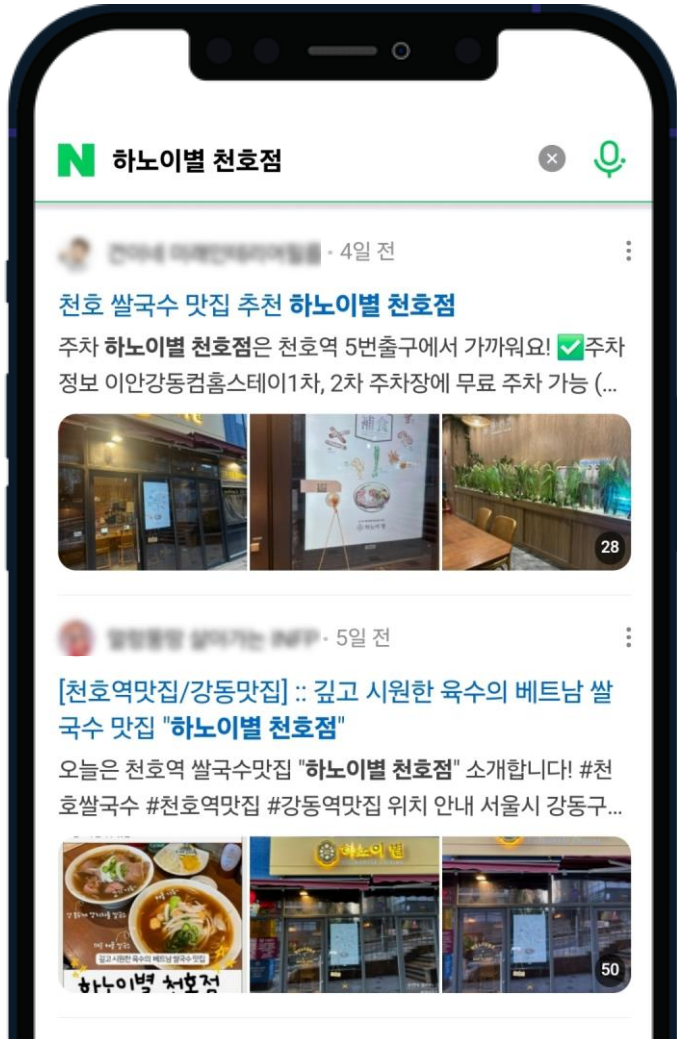 N 하노이별 천호점
· 4일 전
천호 쌀국수 맛집 추천 하노이별 천호점
주차 하노이별 천호점은 천호역 5번출구에서 가까워요! ✅주차
정보 이안강동컴홈스테이1차, 2차 주차장에 무료 주차 가능 (...
補食
하노이별
28
· 5일 전
[천호역맛집/강동맛집] :: 깊고 시원한 육수의 베트남 쌀
국수 맛집 "하노이별 천호점"
오늘은 천호역 쌀국수맛집 "하노이별 천호점" 소개합니다! #천
호쌀국수 #천호역맛집 #강동역맛집 위치 안내 서울시 강동구...
하노이별
깊고 시원한 육수의 베트남 쌀국수 맛집
하노이별 천호점
50